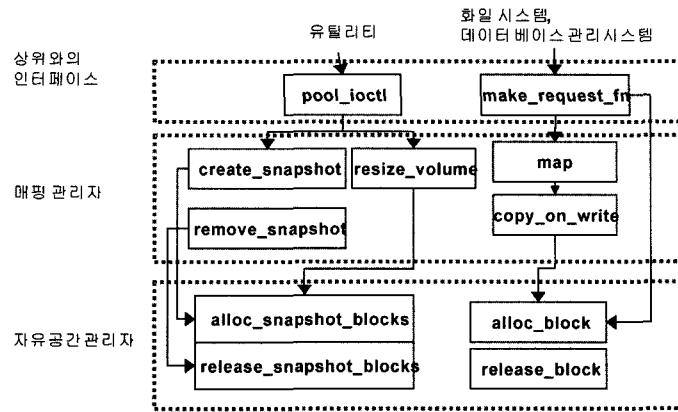 유틸리티
화일 시스템,
데이터 베이스 관리시스템
상위와의
인터페이스
pool_ioctl
make_request_fn
매핑 관리자
create_snapshot
resize_volume
map
remove_snapshot
copy_on_write
자유공간관리자
alloc_snapshot_blocks
alloc_block
release_snapshot_blocks
release_block